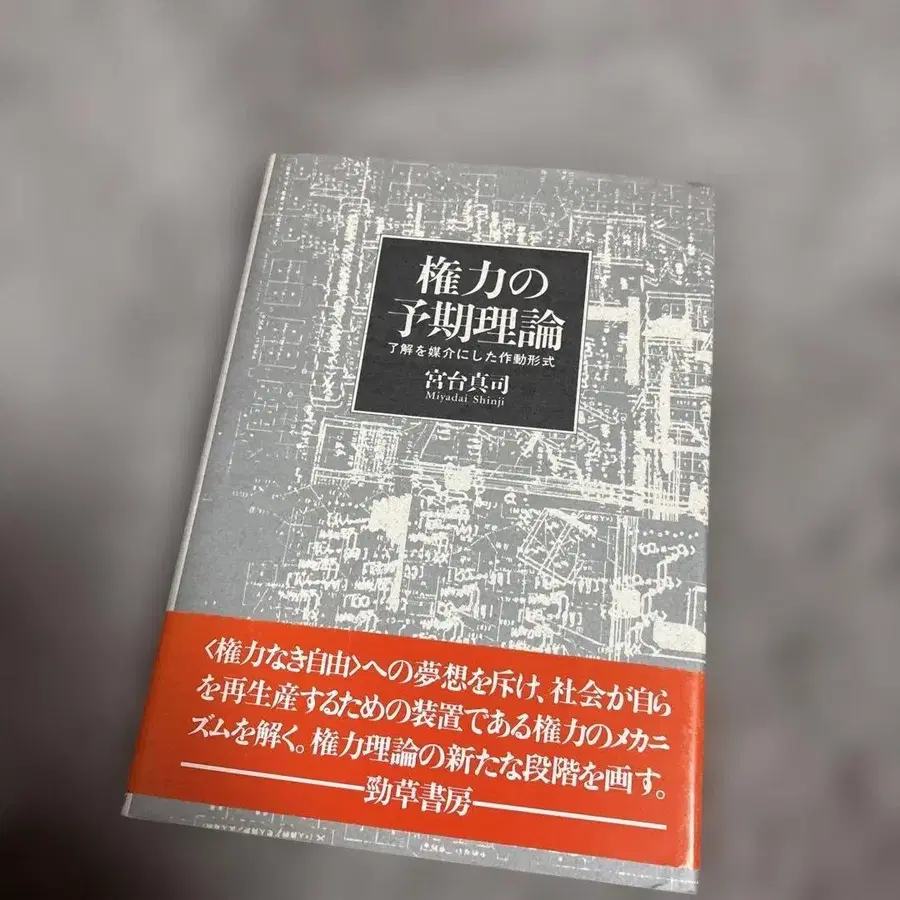 権力の
予期理論
了解を媒介にした作動形式
宮台真司
Miyadai Shinji
〈権力なき自由〉への夢想を斥け、社会が自ら
を再生産するための装置である権力のメカニ
ズムを解く。権力理論の新たな段階を画す。
勁草書房